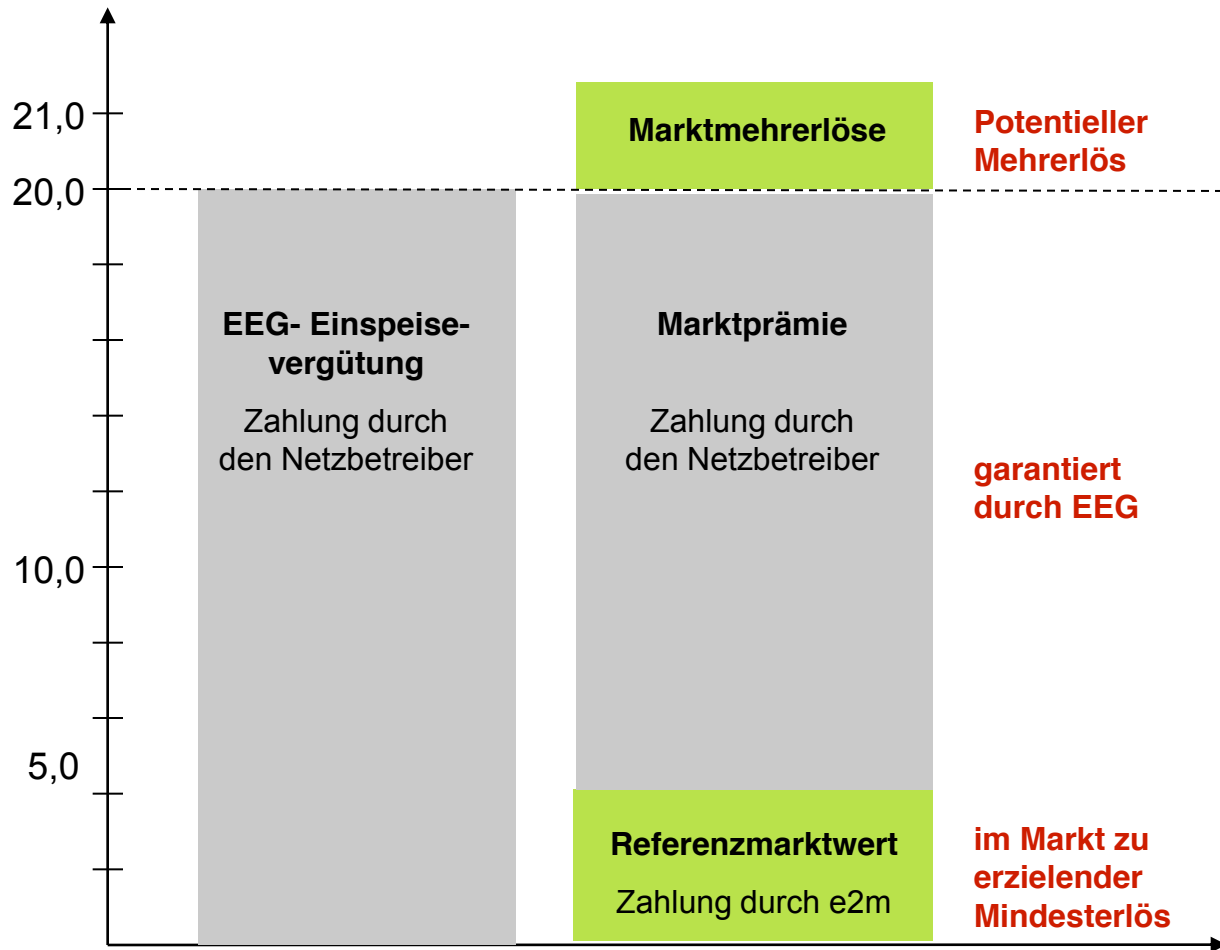 21,0
20,0
10,0
5,0
EEG- Einspeise-
vergütung
Zahlung durch
den Netzbetreiber
Marktmehrerlöse
Marktprämie
Zahlung durch
den Netzbetreiber
Referenzmarktwert
Zahlung durch e2m
Potentieller
Mehrerlös
garantiert
durch EEG
im Markt zu
erzielender
Mindesterlös